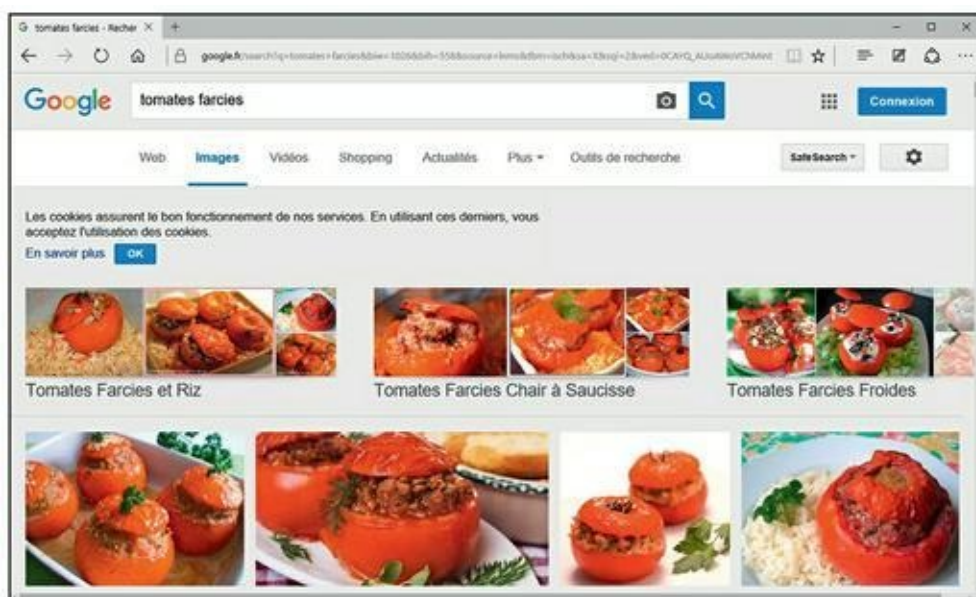 tomates farcies - Recher
google.fr
Google
tomates farcies
Connexion
Web Images Vidéos Shopping Actualités Plus Outils de recherche SafeSearch
Les cookies assurent le bon fonctionnement de nos services. En utilisant ces derniers, vous
acceptez l'utilisation des cookies.
En savoir plus OK
Tomates Farcies et Riz Tomates Farcies Chair à Saucisse Tomates Farcies Froides